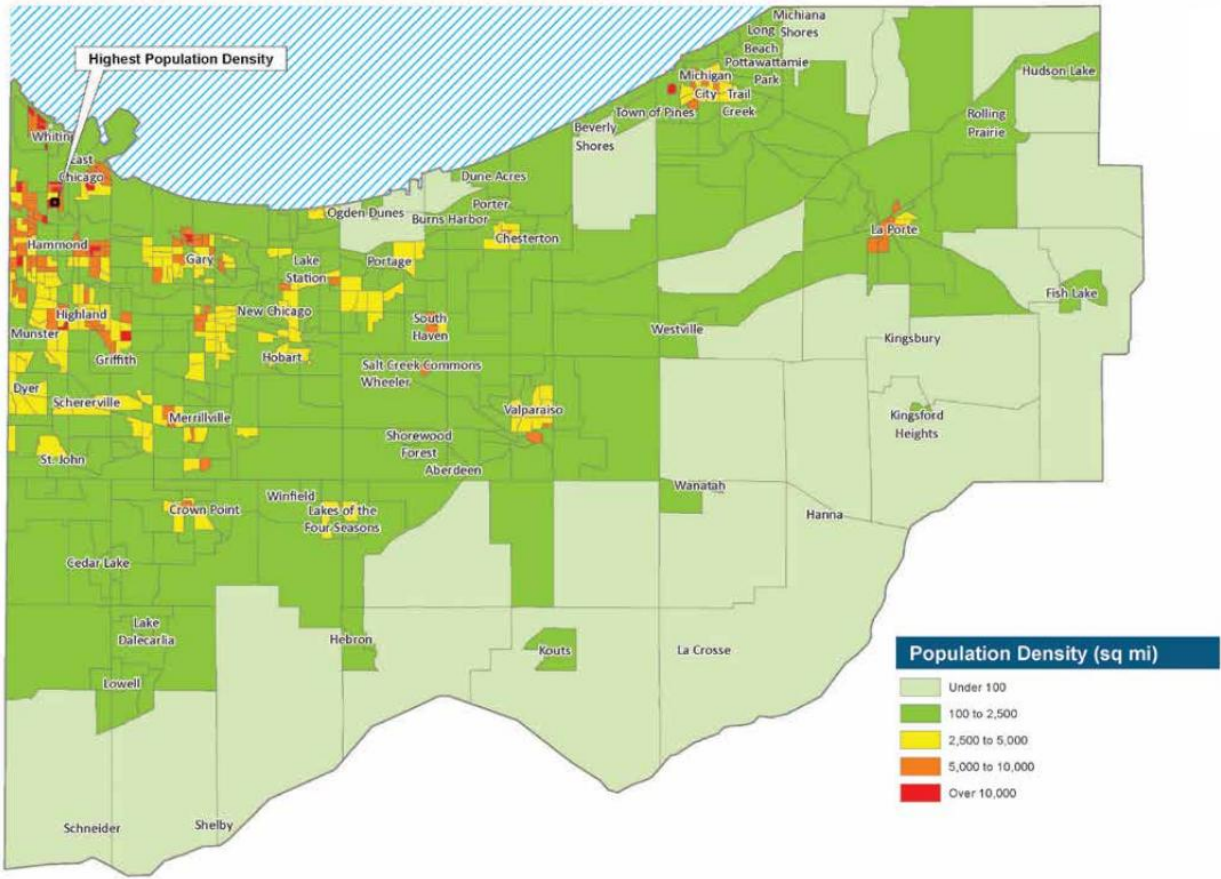 Highest Population Density
Michiana
Shores
Long
Beach
Pottawattamie
Park
Michigan
City
Trail
Creek
Town of Pines
Hudson Lake
Rolling
Prairie
Beverly
Shores
Whiting
East
Chicago
Dune Acres
Porter
Ogden Dunes
Burns Harbor
Chesterton
La Porte
Hammond
Gary
Lake
Station
Portage
Fish Lake
Highland
New Chicago
South
Haven
Westville
Munster
Griffith
Hobart
Kingsbury
Salt Creek Commons
Wheeler
Dyer
Schererville
Merrillville
Valparaiso
Kingsford
Heights
Shorewood
Forest
St. John
Aberdeen
Wanatah
Crown Point
Winfield
Lakes of the
Four Seasons
Hanna
Cedar Lake
Lake
Dalecarlia
Hebron
Kouts
La Crosse
Lowell
Schneider
Shelby
Population Density (sq mi)
Under 100
100 to 2,500
2,500 to 5,000
5,000 to 10,000
Over 10,000